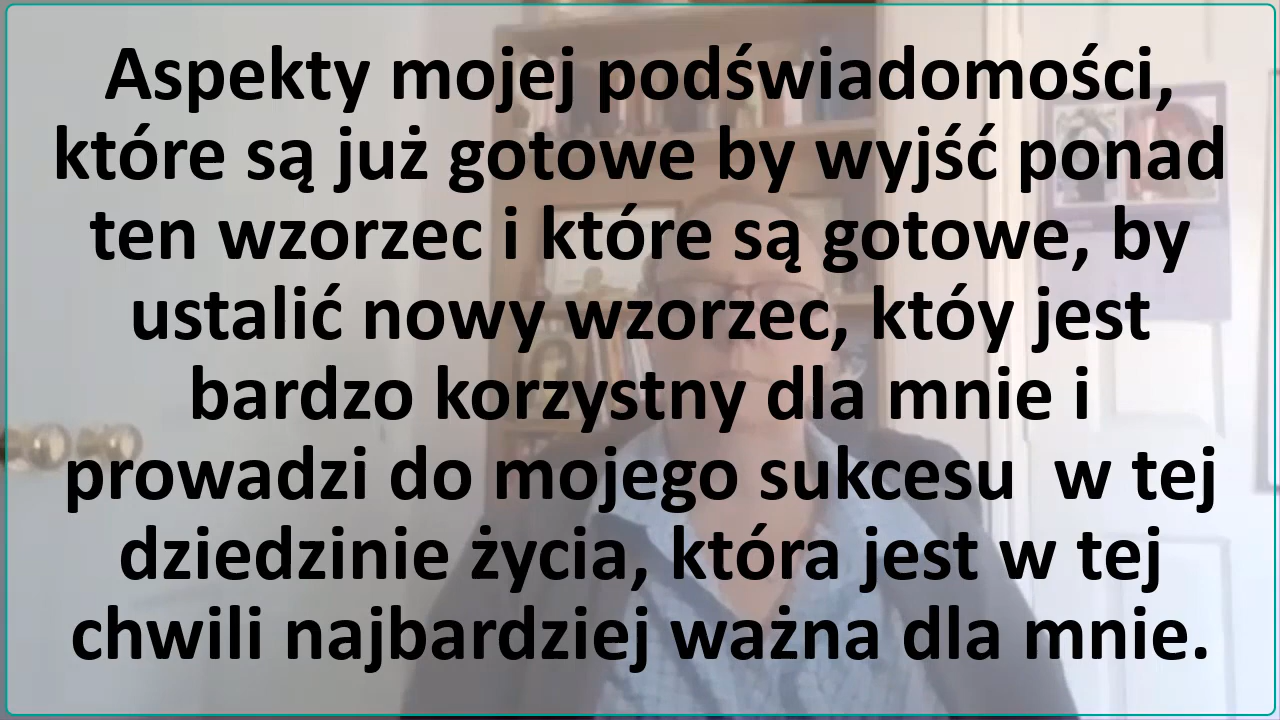 Aspekty mojej podświadomości,
które są już gotowe by wyjść ponad
ten wzorzec i które są gotowe, by
ustalić nowy wzorzec, któy jest
bardzo korzystny dla mnie i
prowadzi do mojego sukcesu  w tej
dziedzinie życia, która jest w tej
chwili najbardziej ważna dla mnie.